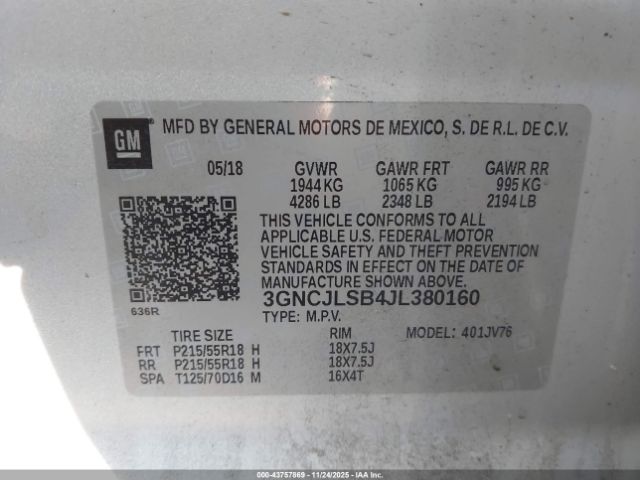 GM MFD BY GENERAL MOTORS DE MEXICO, S. DE R.L. DE C.V.
05/18 GVWR GAWR FRT GAWR RR
1944 KG 1065 KG 995 KG
4286 LB 2348 LB 2194 LB
THIS VEHICLE CONFORMS TO ALL
APPLICABLE U.S. FEDERAL MOTOR
VEHICLE SAFETY AND THEFT PREVENTION
STANDARDS IN EFFECT ON THE DATE OF
MANUFACTURE SHOWN ABOVE.
3GNCJLSB4JL380160
636R TYPE: M.P.V.
TIRE SIZE RIM MODEL: 401JV76
FRT P215/55R18 H 18X7.5J
RR P215/55R18 H 18X7.5J
SPA T125/70D16 M 16X4T
000-43757869 - 11/24/2025 - IAAI.COM